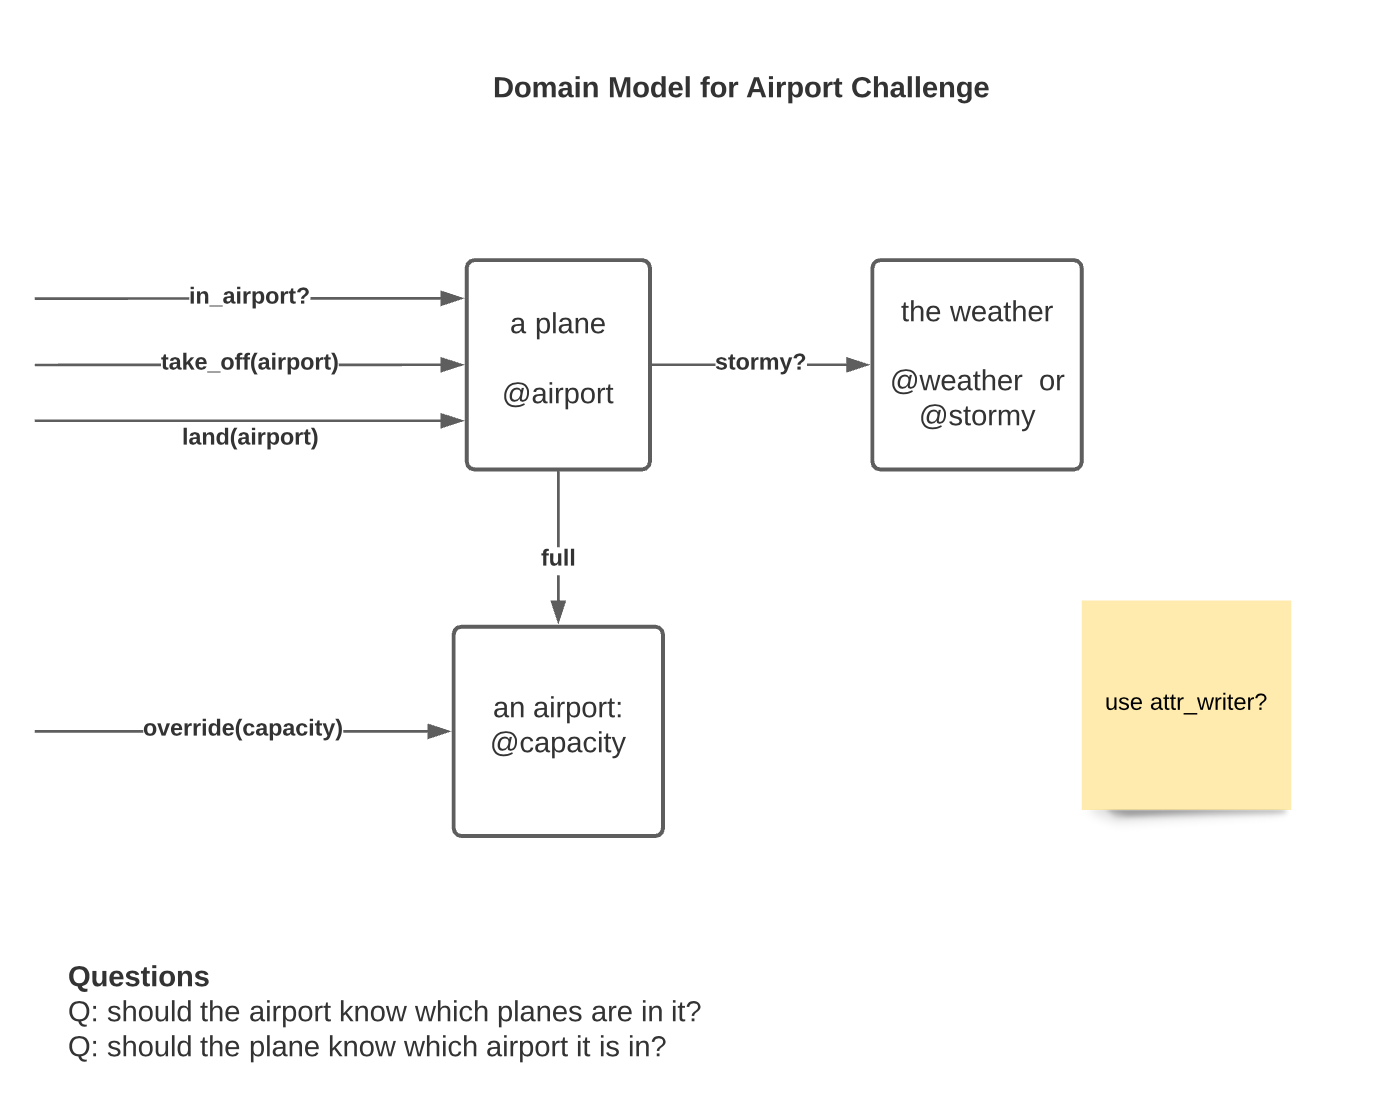 Domain Model for Airport Challenge
in_airport?
take_off(airport)
land(airport)
a plane
@airport
stormy?
the weather
@weather or
@stormy
full
override(capacity)
an airport:
@capacity
use attr_writer?
Questions
Q: should the airport know which planes are in it?
Q: should the plane know which airport it is in?